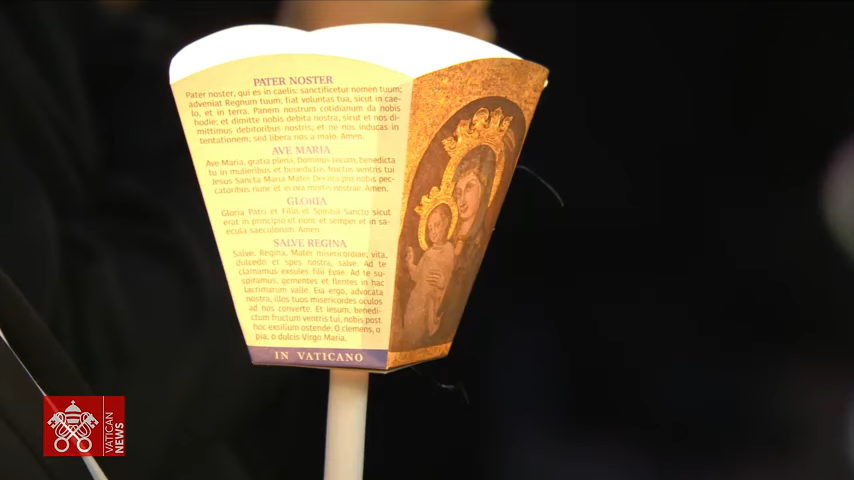 PATER NOSTER
Pater noster, qui es in caelis: sanctificetur nomen tuum;
adveniat Regnum tuum; fiat voluntas tua, sicut in cae-
lo, et in terra. Panem nostrum cotidianum da nobis
hodie; et dimitte nobis debita nostra, sicut et nos di-
mittimus debitoribus nostris; et ne nos inducas in
tentationem; sed libera nos a malo. Amen.
AVE MARIA
Ave Maria, gratia plena, Dominus tecum, benedicta
tu in mulieribus et benedictus fructus ventris tui
Jesus Sancta Maria Mater Dei ora pro nobis pec-
catoribus nunc et in ora mortis nostrae. Amen.
GLORIA
Gloria Patri et Filio et Spiritui Sancto sicut
erat in principio et nunc et semper et in sa-
ecula saeculorum. Amen.
SALVE REGINA
Salve, Regina, Mater misericordiae, vita,
dulcedo et spes nostra, salve. Ad te
clamamus exsules filii Evae. Ad te su-
spiramus, gementes et flentes in hac
lacrimarum valle. Eia ergo, advocata
nostra, illos tuos misericordes oculos
ad nos converte. Et Iesum, benedi-
ctum fructum ventris tui, nobis post
hoc exsilium ostende. O clemens, o
pia, o dulcis Virgo Maria.
IN VATICANO
VATICAN
NEWS